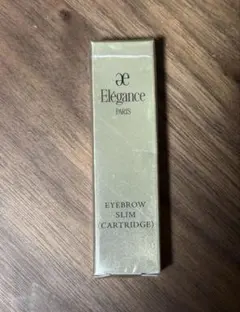 Elégance
PARIS
EYEBROW
SLIM
(CARTRIDGE)